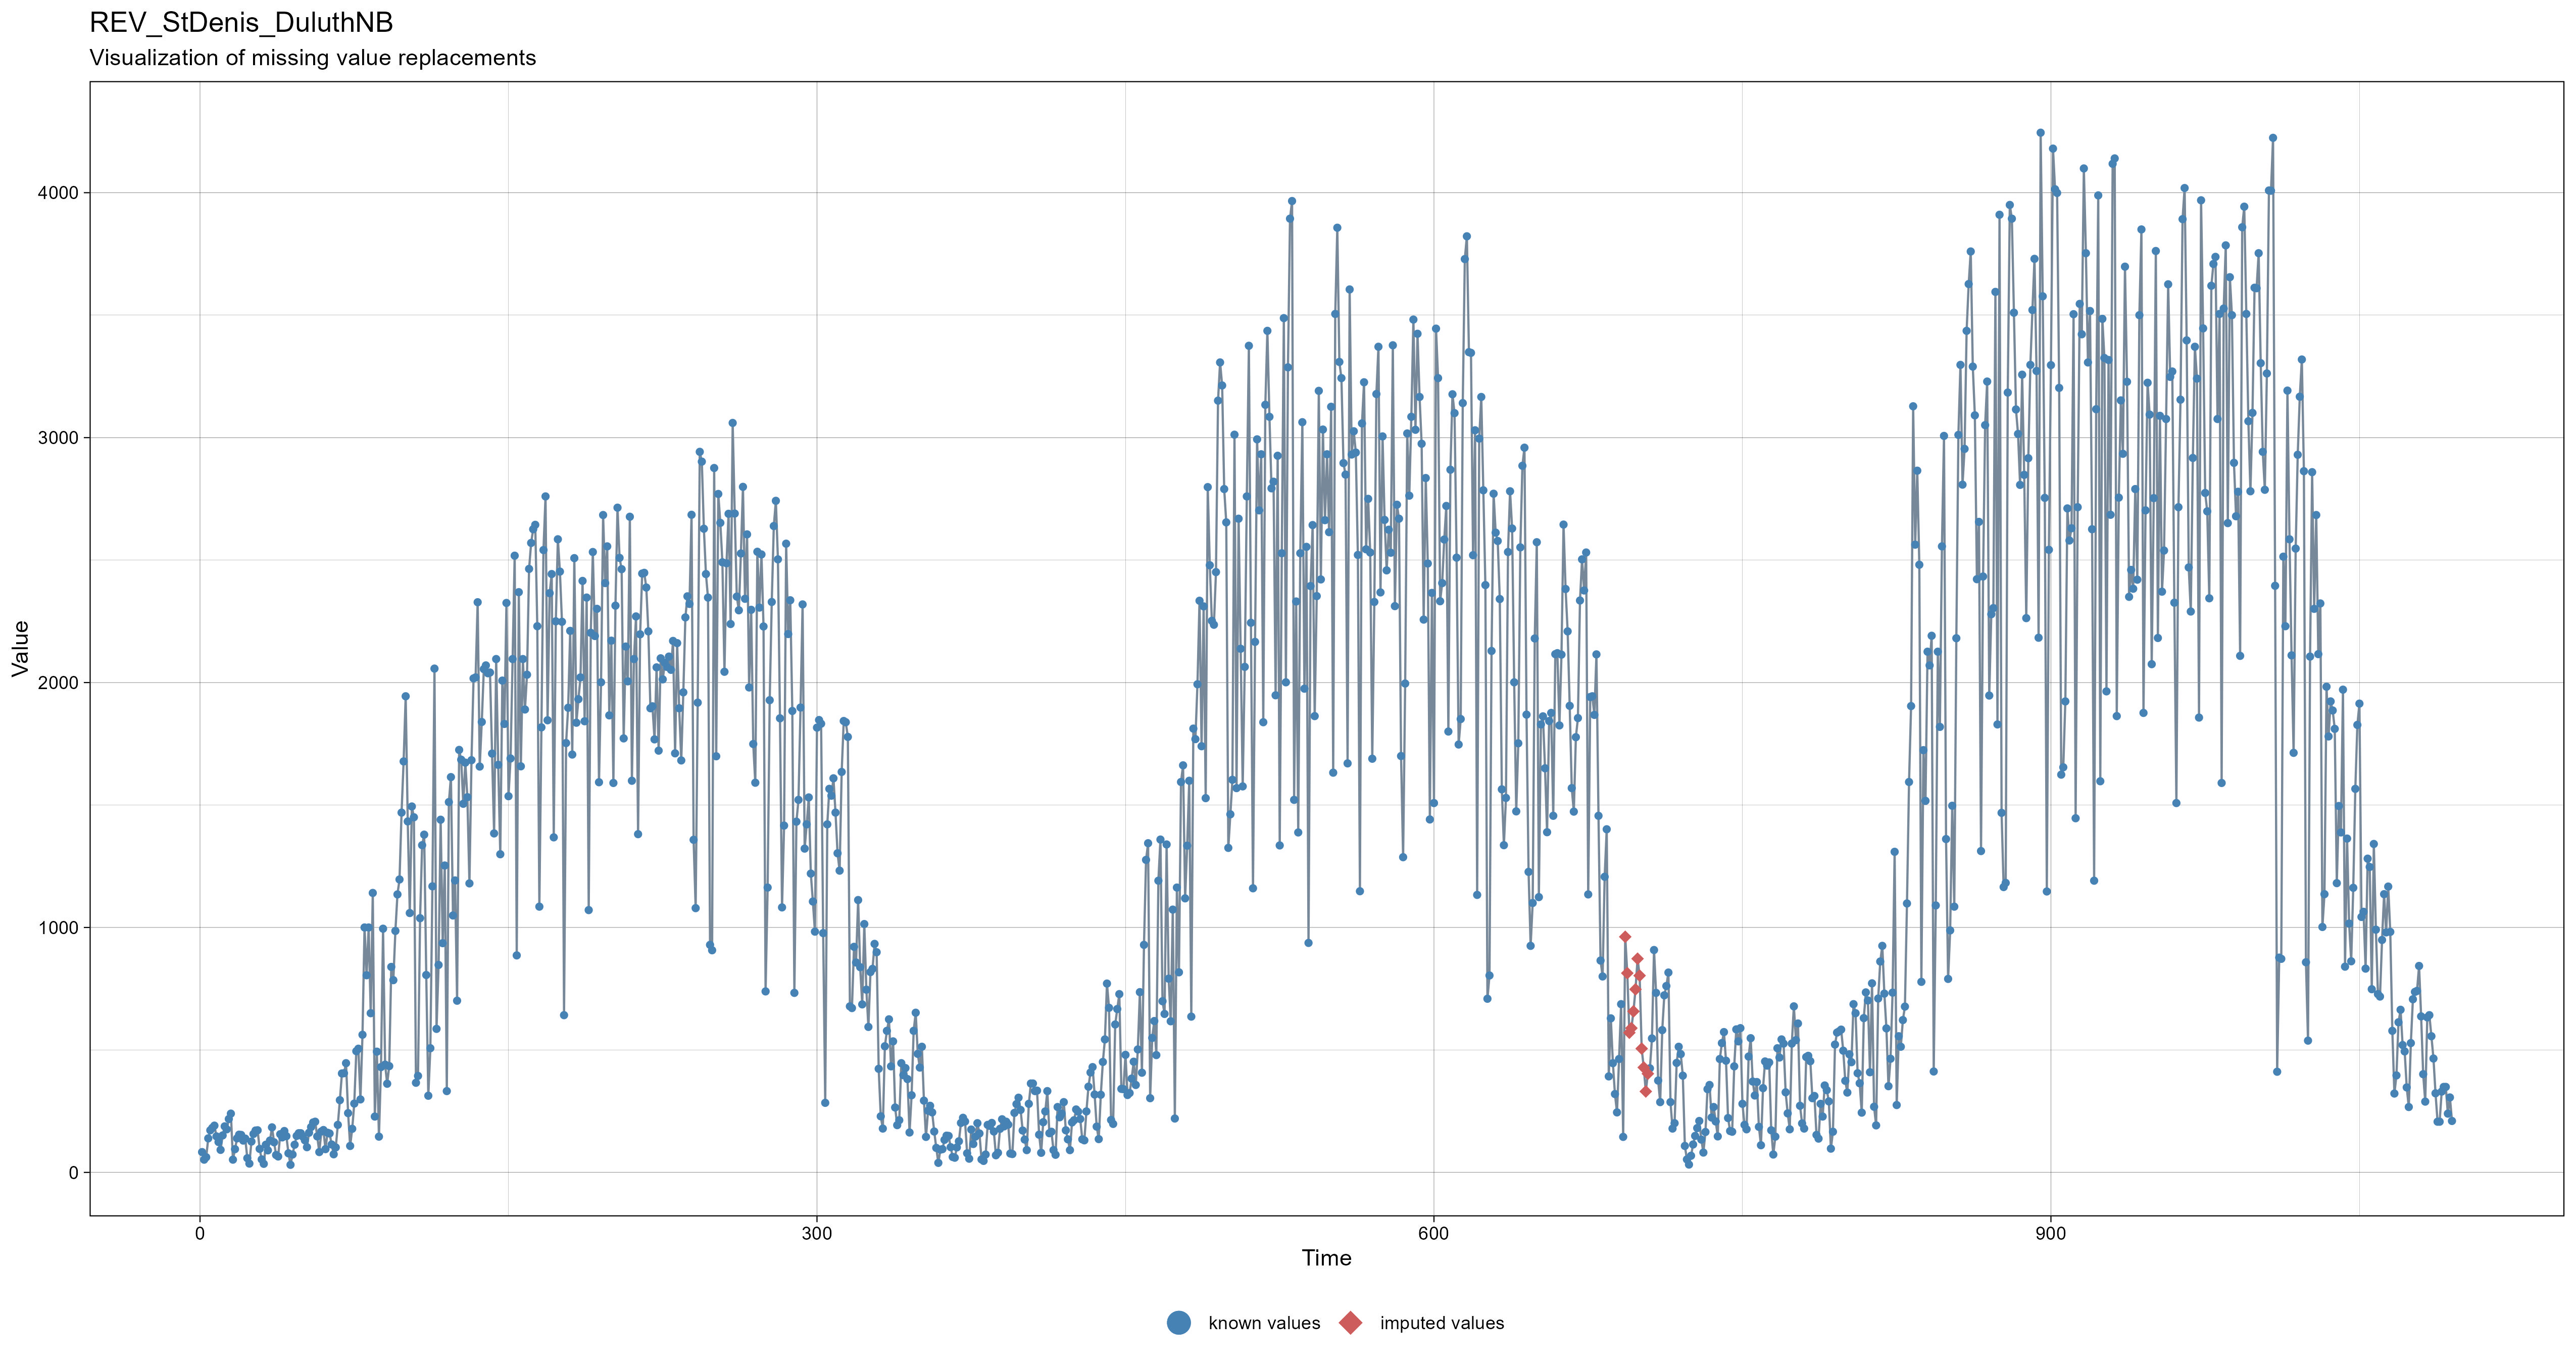 REV_StDenis_DuluthNB
Visualization of missing value replacements
4000
3000
2000
1000
0
Value
0 300 600 900
Time
known values imputed values